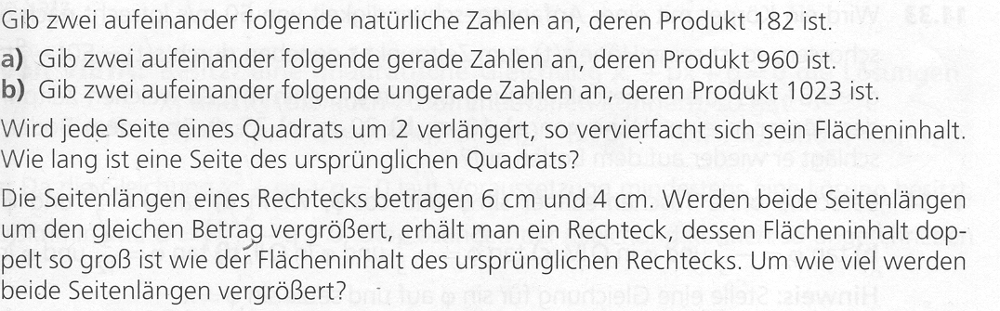 Gib zwei aufeinander folgende natürliche Zahlen an, deren Produkt 182 ist.
a) Gib zwei aufeinander folgende gerade Zahlen an, deren Produkt 960 ist.
b) Gib zwei aufeinander folgende ungerade Zahlen an, deren Produkt 1023 ist.
Wird jede Seite eines Quadrats um 2 verlängert, so vervierfacht sich sein Flächeninhalt.
Wie lang ist eine Seite des ursprünglichen Quadrats?
Die Seitenlängen eines Rechtecks betragen 6 cm und 4 cm. Werden beide Seitenlängen
um den gleichen Betrag vergrößert, erhält man ein Rechteck, dessen Flächeninhalt dop-
pelt so groß ist wie der Flächeninhalt des ursprünglichen Rechtecks. Um wie viel werden
beide Seitenlängen vergrößert?